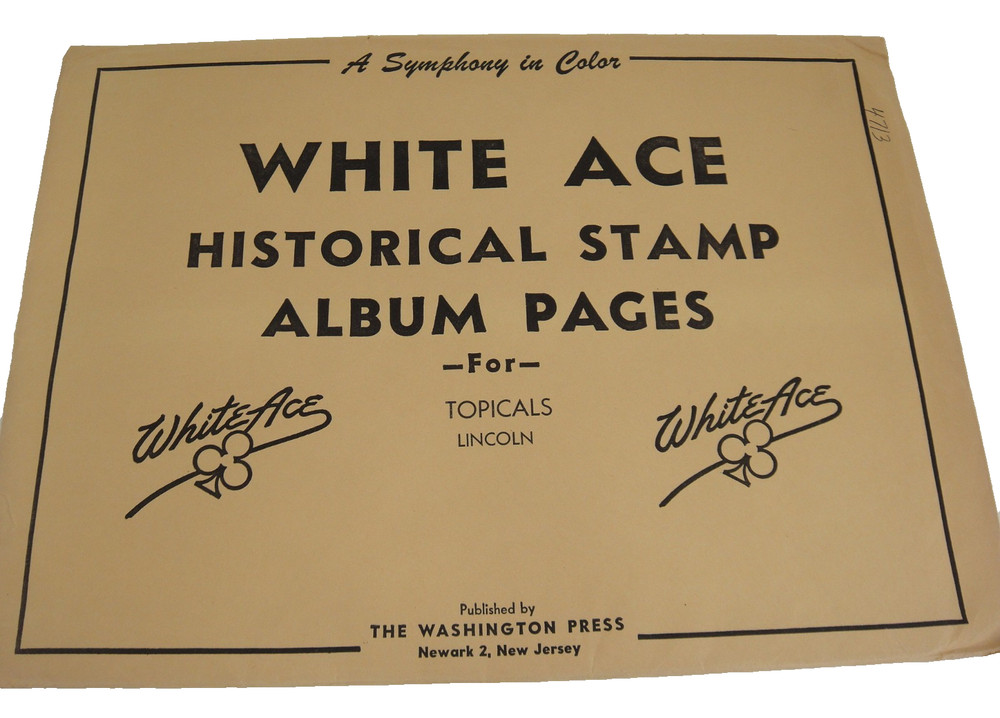 A Symphony in Color
4713
WHITE ACE
HISTORICAL STAMP
ALBUM PAGES
—For—
White Ace
TOPICALS
LINCOLN
White Ace
Published by
THE WASHINGTON PRESS
Newark 2, New Jersey